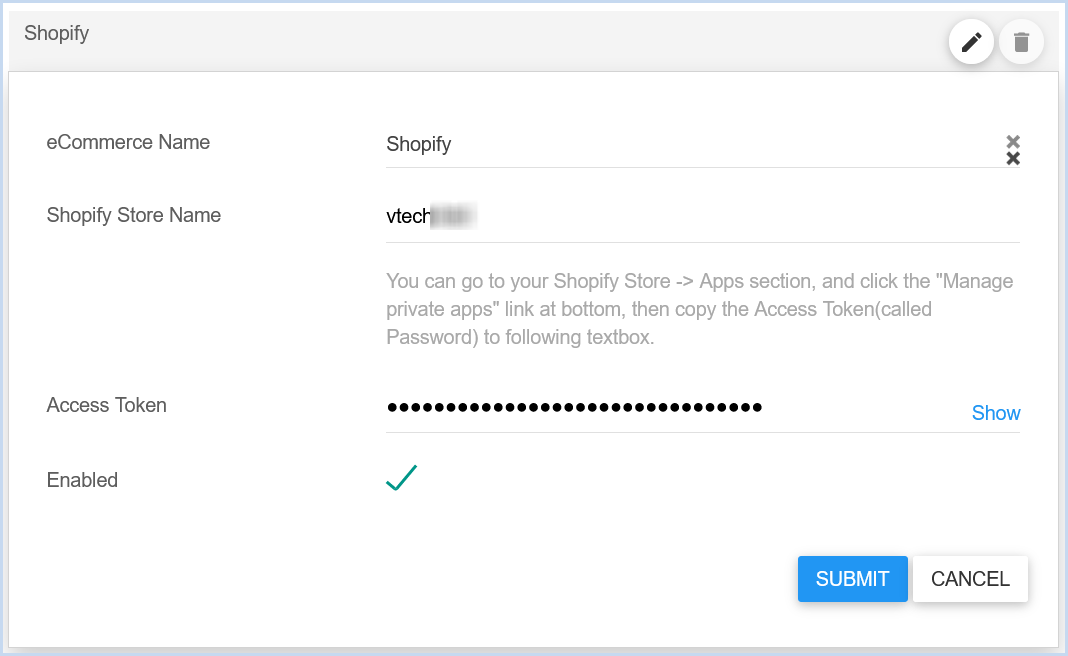 Shopify
eCommerce Name
Shopify
Shopify Store Name
vtech
You can go to your Shopify Store -> Apps section, and click the "Manage
private apps" link at bottom, then copy the Access Token(called
Password) to following textbox.
Access Token
••••••••••••••••••••••••••••••••
Show
Enabled
SUBMIT
CANCEL